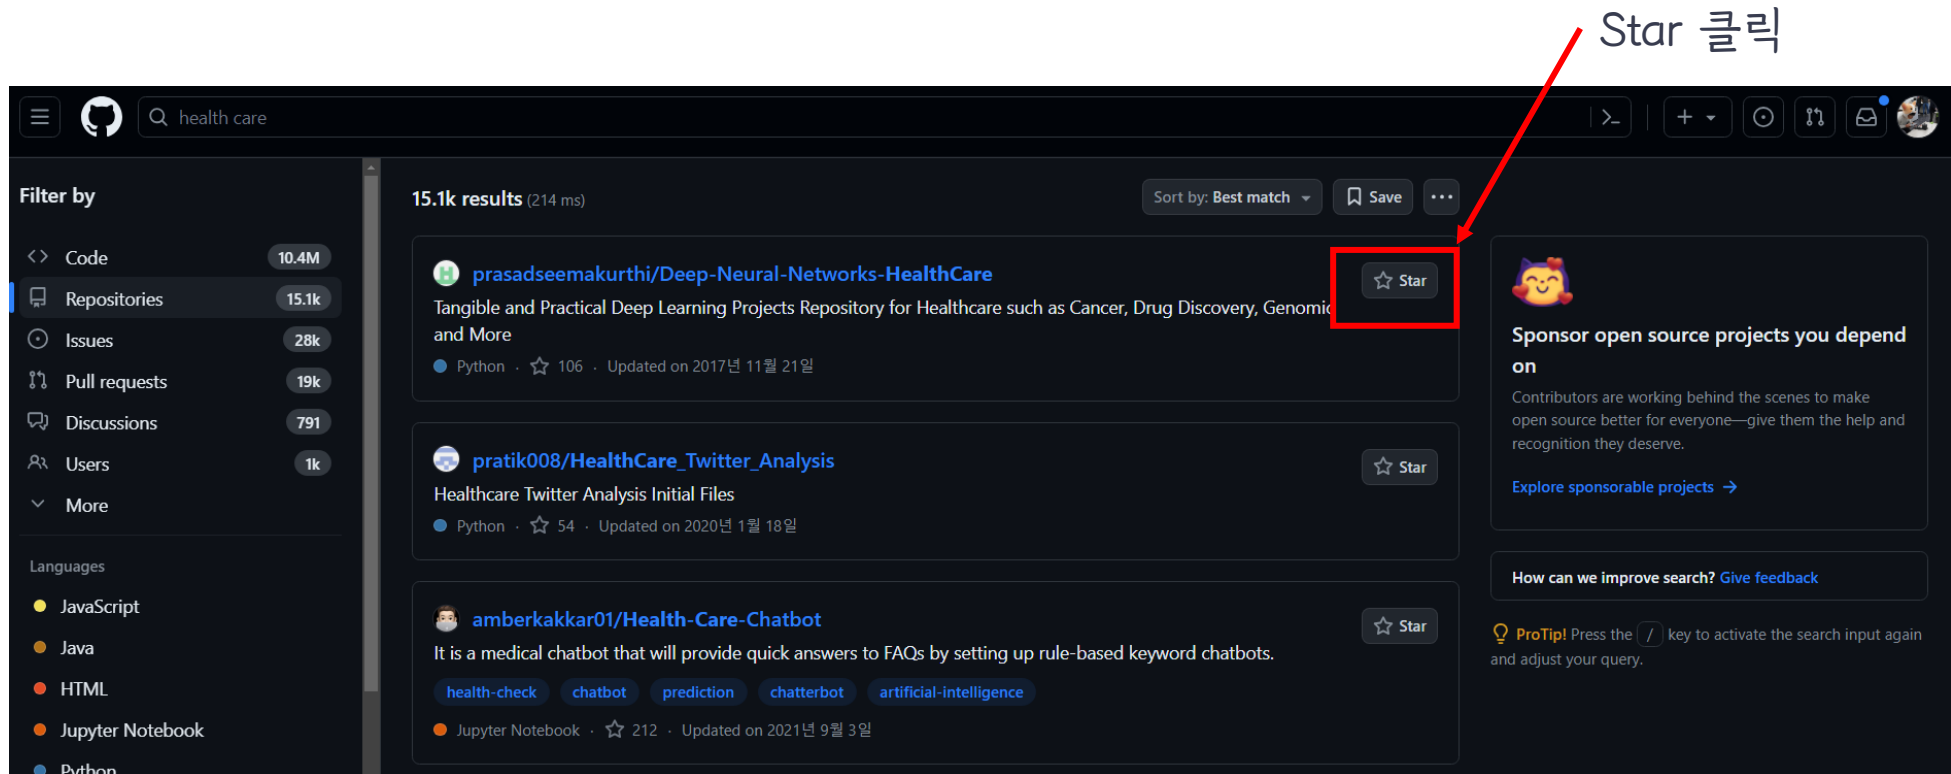 Star 클릭
health care
Filter by
Code 10.4M
Repositories 15.1k
Issues 28k
Pull requests 19k
Discussions 791
Users 1k
More
Languages
JavaScript
Java
HTML
Jupyter Notebook
Python
15.1k results (214 ms)
Sort by: Best match
Save
prasadseemakurthi/Deep-Neural-Networks-HealthCare
Star
Tangible and Practical Deep Learning Projects Repository for Healthcare such as Cancer, Drug Discovery, Genomic
and More
Python · 106 · Updated on 2017년 11월 21일
pratik008/HealthCare_Twitter_Analysis
Star
Healthcare Twitter Analysis Initial Files
Python · 54 · Updated on 2020년 1월 18일
amberkakkar01/Health-Care-Chatbot
Star
It is a medical chatbot that will provide quick answers to FAQs by setting up rule-based keyword chatbots.
health-check chatbot prediction chatterbot artificial-intelligence
Jupyter Notebook · 212 · Updated on 2021년 9월 3일
Sponsor open source projects you depend
on
Contributors are working behind the scenes to make
open source better for everyone—give them the help and
recognition they deserve.
Explore sponsorable projects →
How can we improve search? Give feedback
ProTip! Press the / key to activate the search input again
and adjust your query.